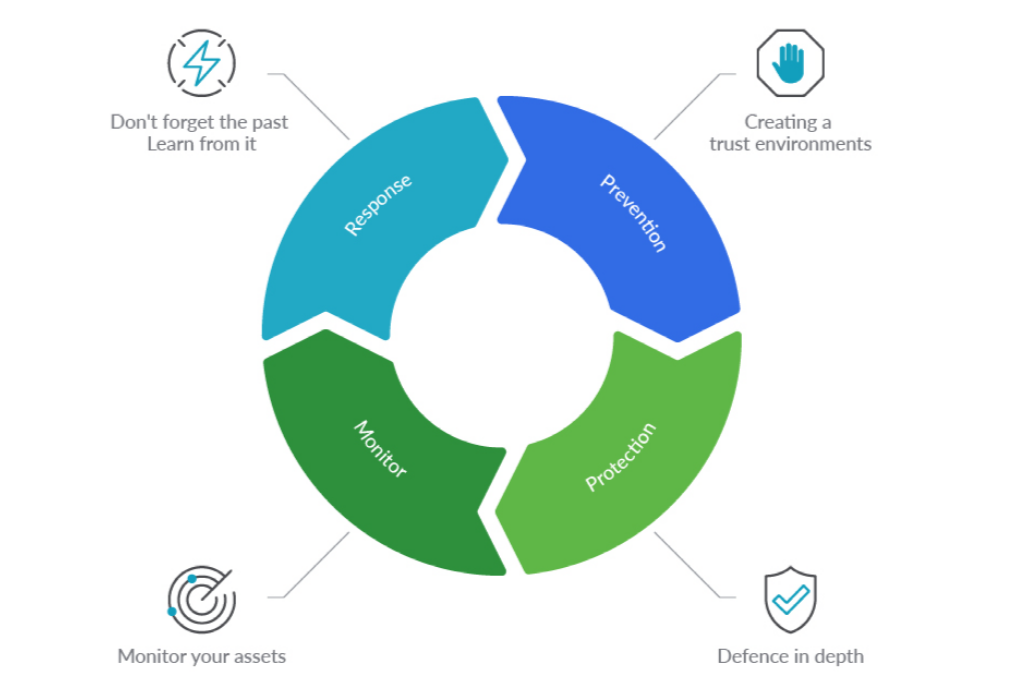 Don't forget the past
Learn from it
Creating a
trust environments
Response
Prevention
Monitor
Protection
Monitor your assets
Defence in depth